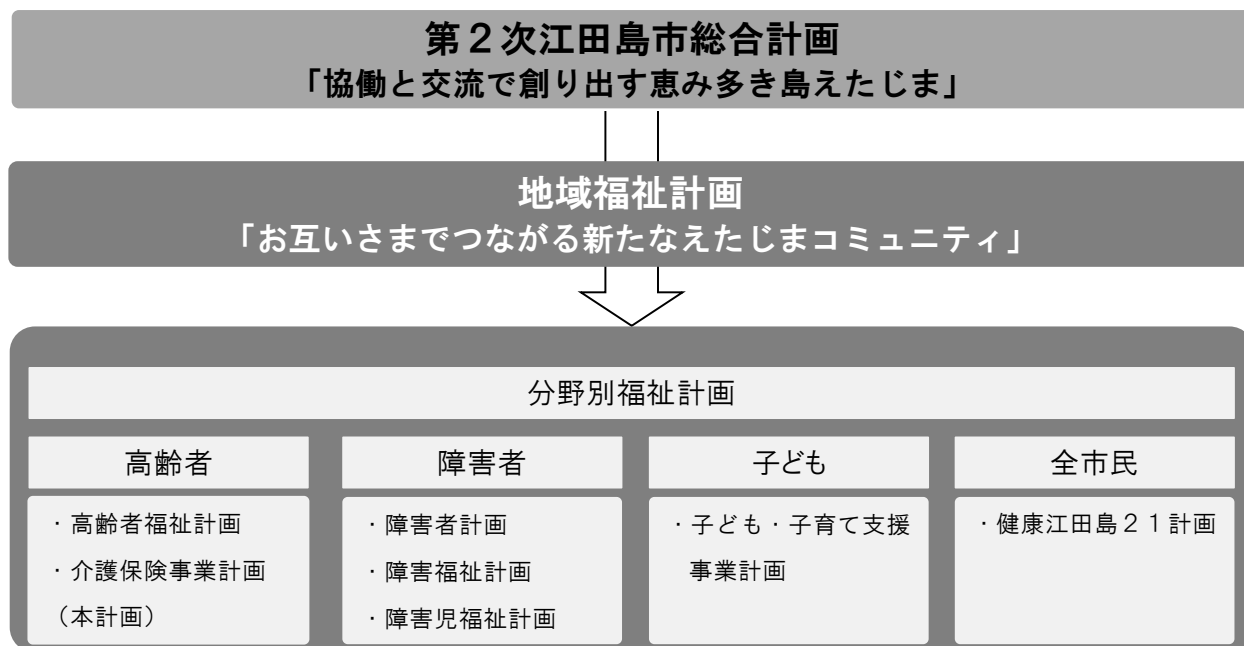 第２次江田島市総合計画
「協働と交流で創り出す恵み多き島えたじま」
地域福祉計画
「お互いさまでつながる新たなえたじまコミュニティ」
分野別福祉計画
高齢者
・高齢者福祉計画
・介護保険事業計画
（本計画）
障害者
・障害者計画
・障害福祉計画
・障害児福祉計画
子ども
・子ども・子育て支援
事業計画
全市民
・健康江田島２１計画